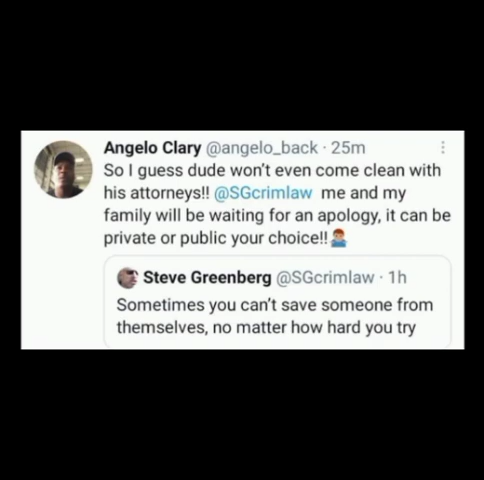 Angelo Clary @angelo_back · 25m
So I guess dude won't even come clean with
his attorneys!! @SGcrimlaw me and my
family will be waiting for an apology, it can be
private or public your choice!!🤷🏽‍♂️
Steve Greenberg @SGcrimlaw · 1h
Sometimes you can't save someone from
themselves, no matter how hard you try